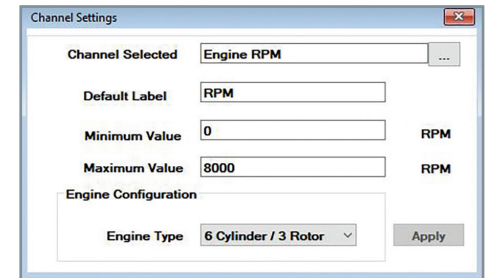 Channel Settings
Channel Selected Engine RPM ...
Default Label RPM
Minimum Value 0 RPM
Maximum Value 8000 RPM
Engine Configuration
Engine Type 6 Cylinder / 3 Rotor Apply